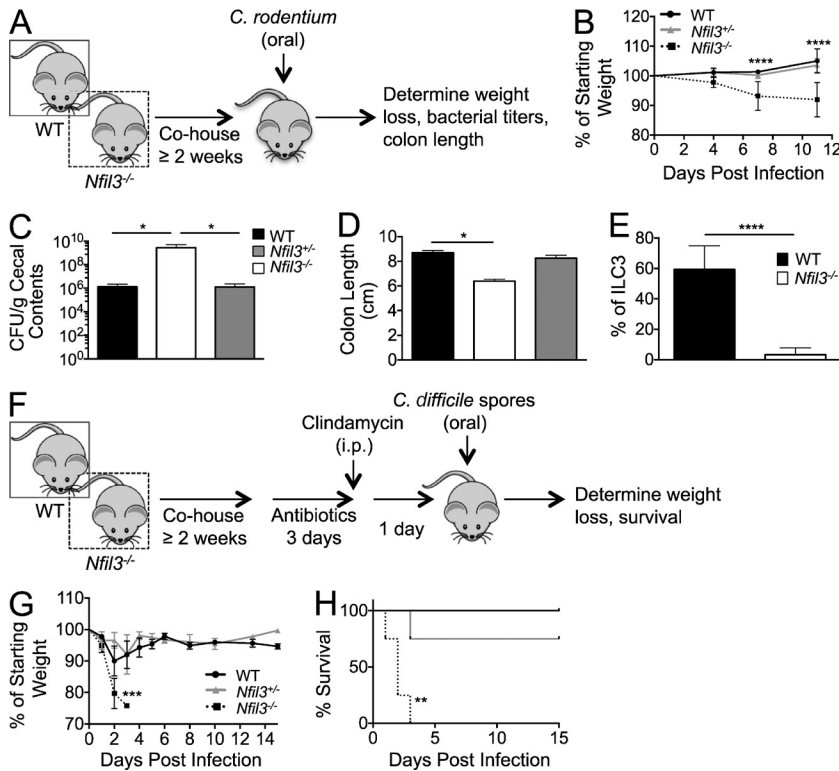 A
C. rodentium
(oral)
WT
Nfil3-/-
Co-house
≥ 2 weeks
Determine weight
loss, bacterial titers,
colon length
B
WT
Nfil3+/-
Nfil3-/-
% of Starting
Weight
120
110
100
90
80
****
****
0 2 4 6 8 10 12
Days Post Infection
C
CFU/g Cecal
Contents
10^10
10^8
10^6
10^4
10^2
10^0
* *
WT
Nfil3+/-
Nfil3-/-
D
Colon Length
(cm)
10
8
6
4
2
0
*
E
% of ILC3
80
60
40
20
0
****
WT
Nfil3-/-
F
WT
Nfil3-/-
Co-house
≥ 2 weeks
Antibiotics
3 days
Clindamycin
(i.p.)
1 day
C. difficile spores
(oral)
Determine weight
loss, survival
G
% of Starting
Weight
110
100
90
80
70
***
WT
Nfil3+/-
Nfil3-/-
0 2 4 6 8 10 12 14
Days Post Infection
H
% Survival
100
50
0
**
0 5 10 15
Days Post Infection